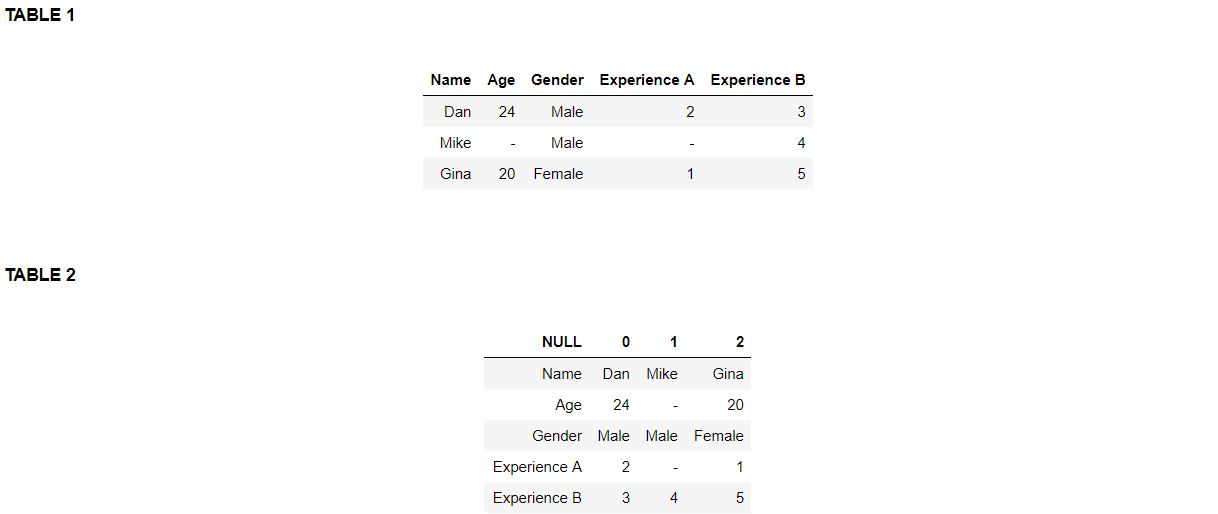 TABLE 1
Name Age Gender Experience A Experience B
Dan 24 Male 2 3
Mike - Male - 4
Gina 20 Female 1 5
TABLE 2
NULL 0 1 2
Name Dan Mike Gina
Age 24 - 20
Gender Male Male Female
Experience A 2 - 1
Experience B 3 4 5